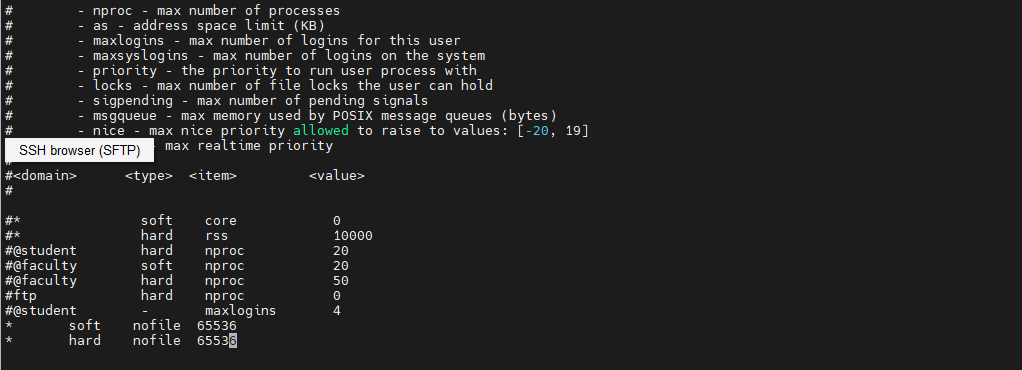 #        - nproc - max number of processes
#        - as - address space limit (KB)
#        - maxlogins - max number of logins for this user
#        - maxsyslogins - max number of logins on the system
#        - priority - the priority to run user process with
#        - locks - max number of file locks the user can hold
#        - sigpending - max number of pending signals
#        - msgqueue - max memory used by POSIX message queues (bytes)
#        - nice - max nice priority allowed to raise to values: [-20, 19]
SSH browser (SFTP) - max realtime priority
#
#<domain>      <type>  <item>         <value>
#
#*               soft    core            0
#*               hard    rss             10000
#@student        hard    nproc           20
#@faculty        soft    nproc           20
#@faculty        hard    nproc           50
#ftp             hard    nproc           0
#@student        -       maxlogins       4
*       soft    nofile  65536
*       hard    nofile  65536